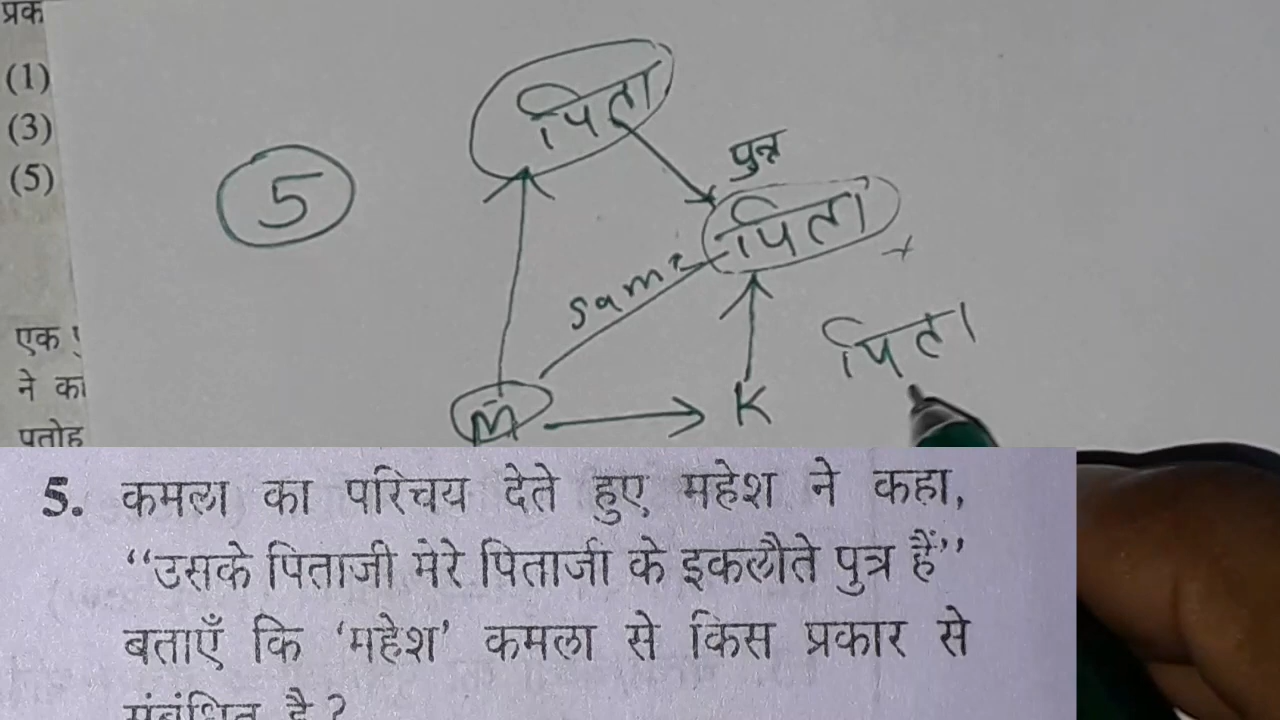 प्रक
(1)
(3)
(5)
एक
ने का
पतोह
5
पिता
पुत्र
पिता
same
पिता
M
K
5. कमला का परिचय देते हुए महेश ने कहा,
“उसके पिताजी मेरे पिताजी के इकलौते पुत्र हैं”
बताएँ कि ‘महेश’ कमला से किस प्रकार से
संबंधित है?